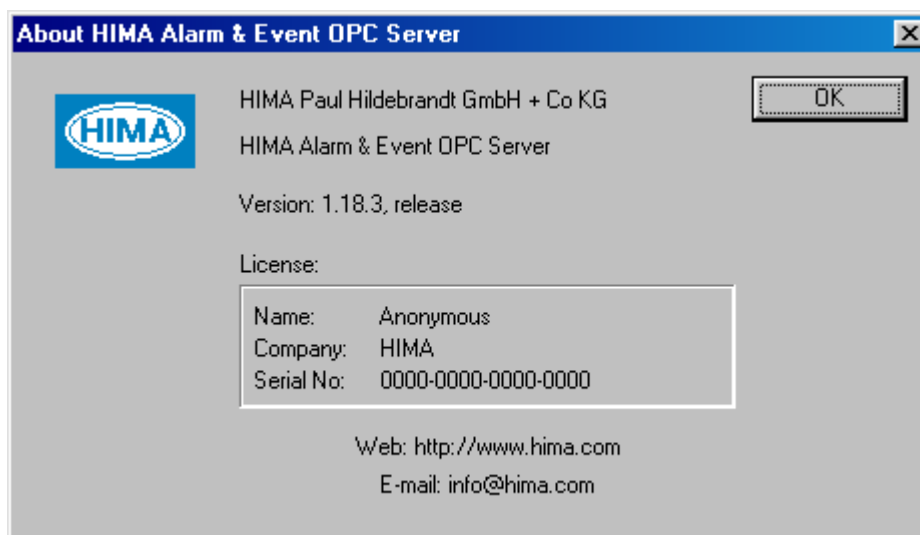 About HIMA Alarm & Event OPC Server
HIMA
HIMA Paul Hildebrandt GmbH + Co KG
OK
HIMA Alarm & Event OPC Server
Version: 1.18.3, release
License:
Name: Anonymous
Company: HIMA
Serial No: 0000-0000-0000-0000
Web: http://www.hima.com
E-mail: info@hima.com